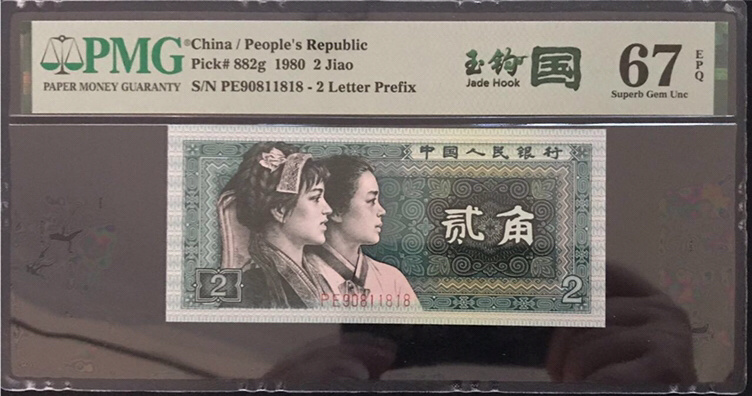 PMG®
PAPER MONEY GUARANTY
China / People's Republic
Pick# 882g 1980 2 Jiao
S/N PE90811818 - 2 Letter Prefix
玉钩国
Jade Hook
67 EPQ
Superb Gem Unc
中国人民银行
贰角
2
PE90811818
2